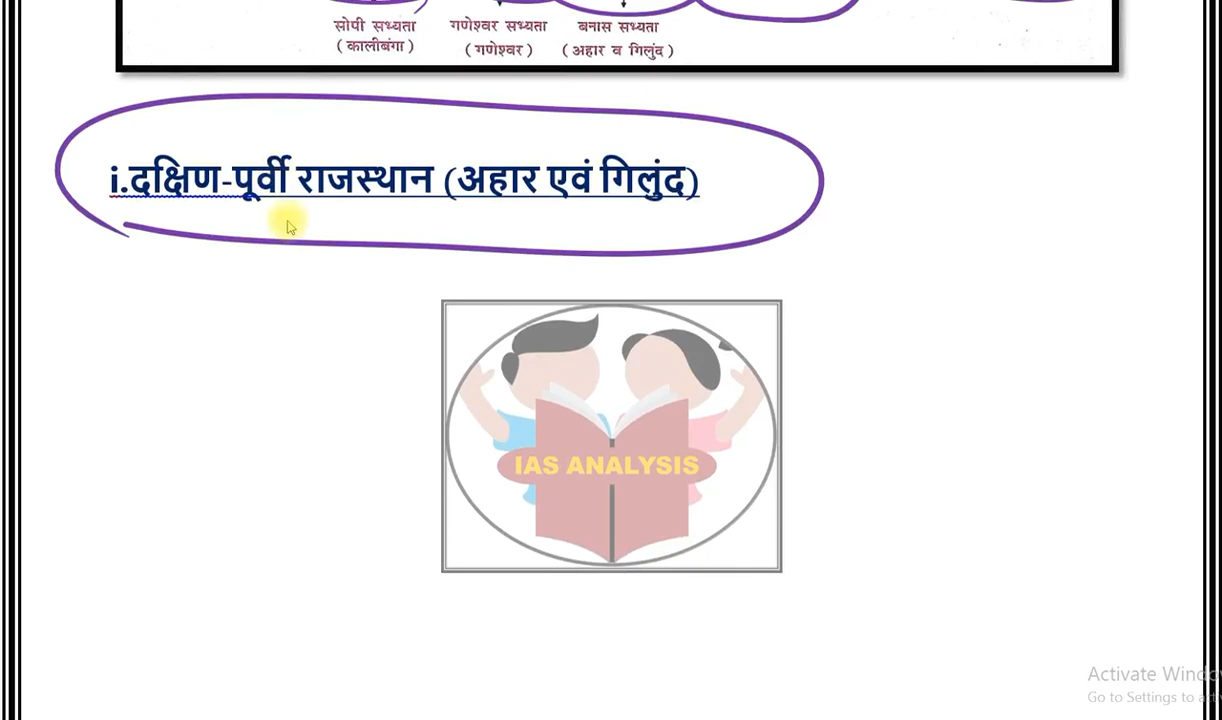 सोपी सभ्यता गणेश्वर सभ्यता बनास सभ्यता
(कालीबंगा) (गणेश्वर) (अहार व गिलुंद)
i.दक्षिण-पूर्वी राजस्थान (अहार एवं गिलुंद)
IAS ANALYSIS
Activate Windo
Go to Settings to acti